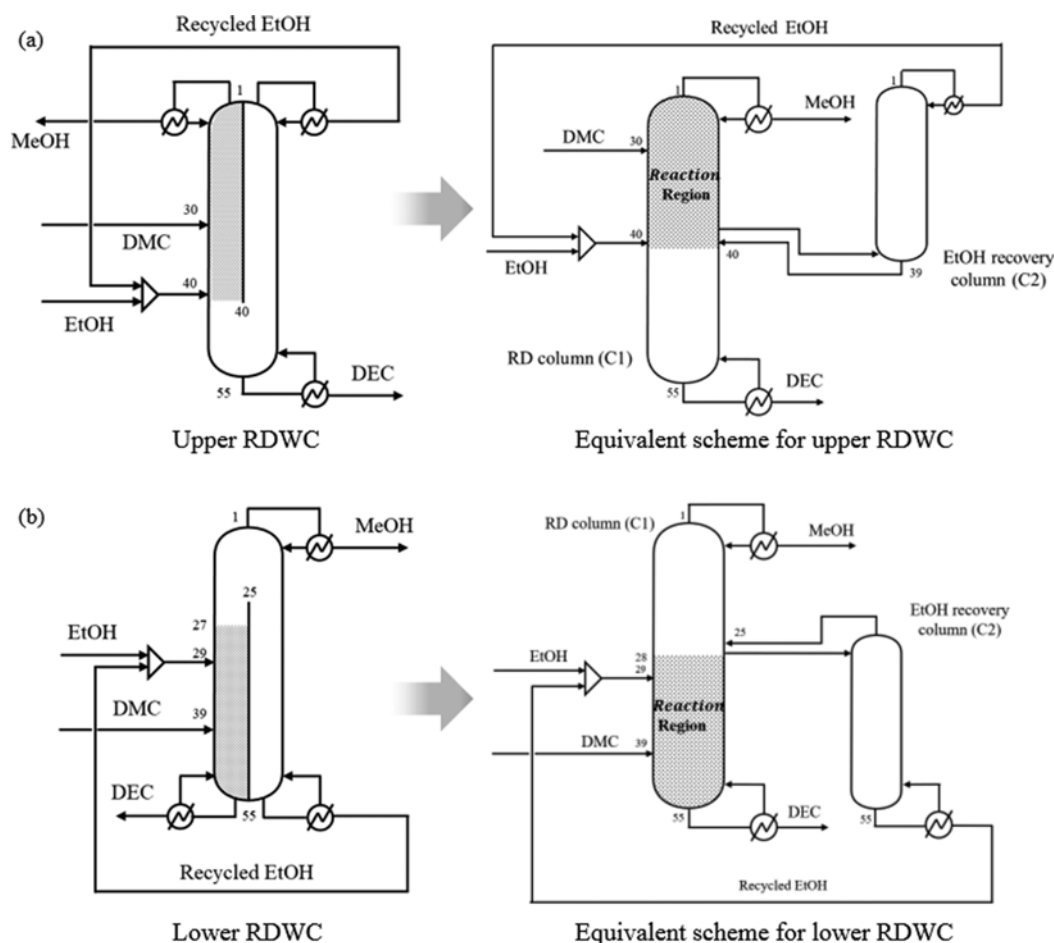 (a)
Recycled EtOH
1
MeOH
30
DMC
40
EtOH
40
55
DEC
Upper RDWC
Recycled EtOH
1
1
MeOH
DMC
30
Reaction
Region
40
EtOH
40
39
EtOH recovery
column (C2)
RD column (C1)
55
DEC
Equivalent scheme for upper RDWC
(b)
1
MeOH
25
27
EtOH
29
DMC
39
DEC
55
Recycled EtOH
Lower RDWC
RD column (C1)
1
MeOH
EtOH recovery
column (C2)
25
EtOH
28
29
Reaction
Region
DMC
39
55
DEC
55
Recycled EtOH
Equivalent scheme for lower RDWC